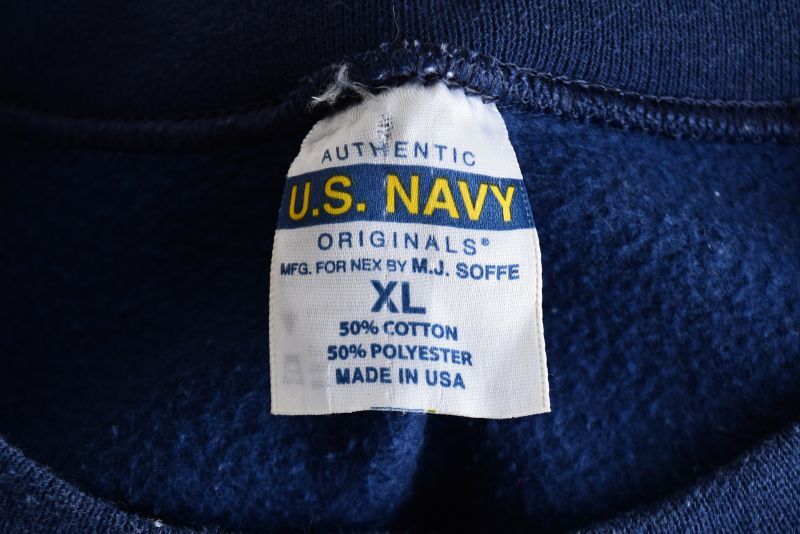 AUTHENTIC
U.S. NAVY
ORIGINALS®
MFG. FOR NEX BY M.J. SOFFE
XL
50% COTTON
50% POLYESTER
MADE IN USA